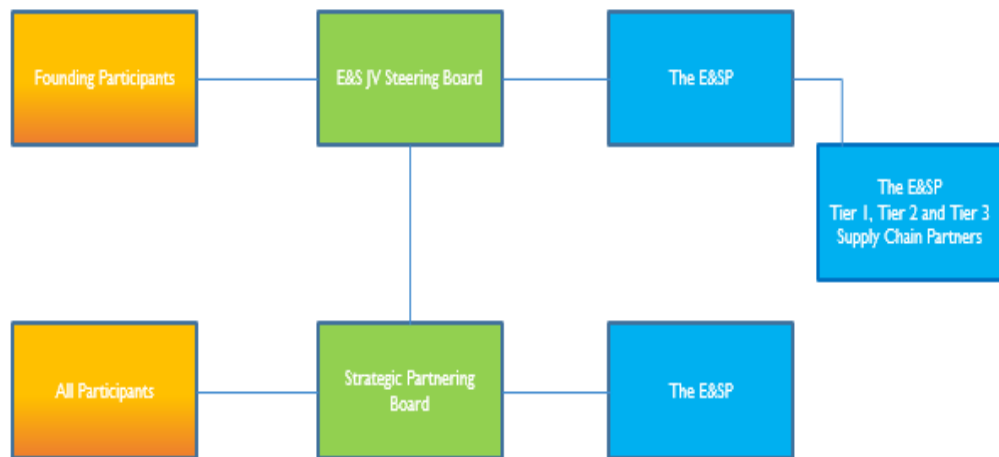 Founding Participants
E&S JV Steering Board
The E&SP
The E&SP
Tier 1, Tier 2 and Tier 3
Supply Chain Partners
All Participants
Strategic Partnering
Board
The E&SP